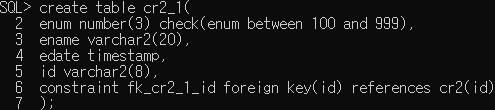 SQL> create table cr2_1(
2 enum number(3) check(enum between 100 and 999),
3 ename varchar2(20),
4 edate timestamp,
5 id varchar2(8),
6 constraint fk_cr2_1_id foreign key(id) references cr2(id)
7 );